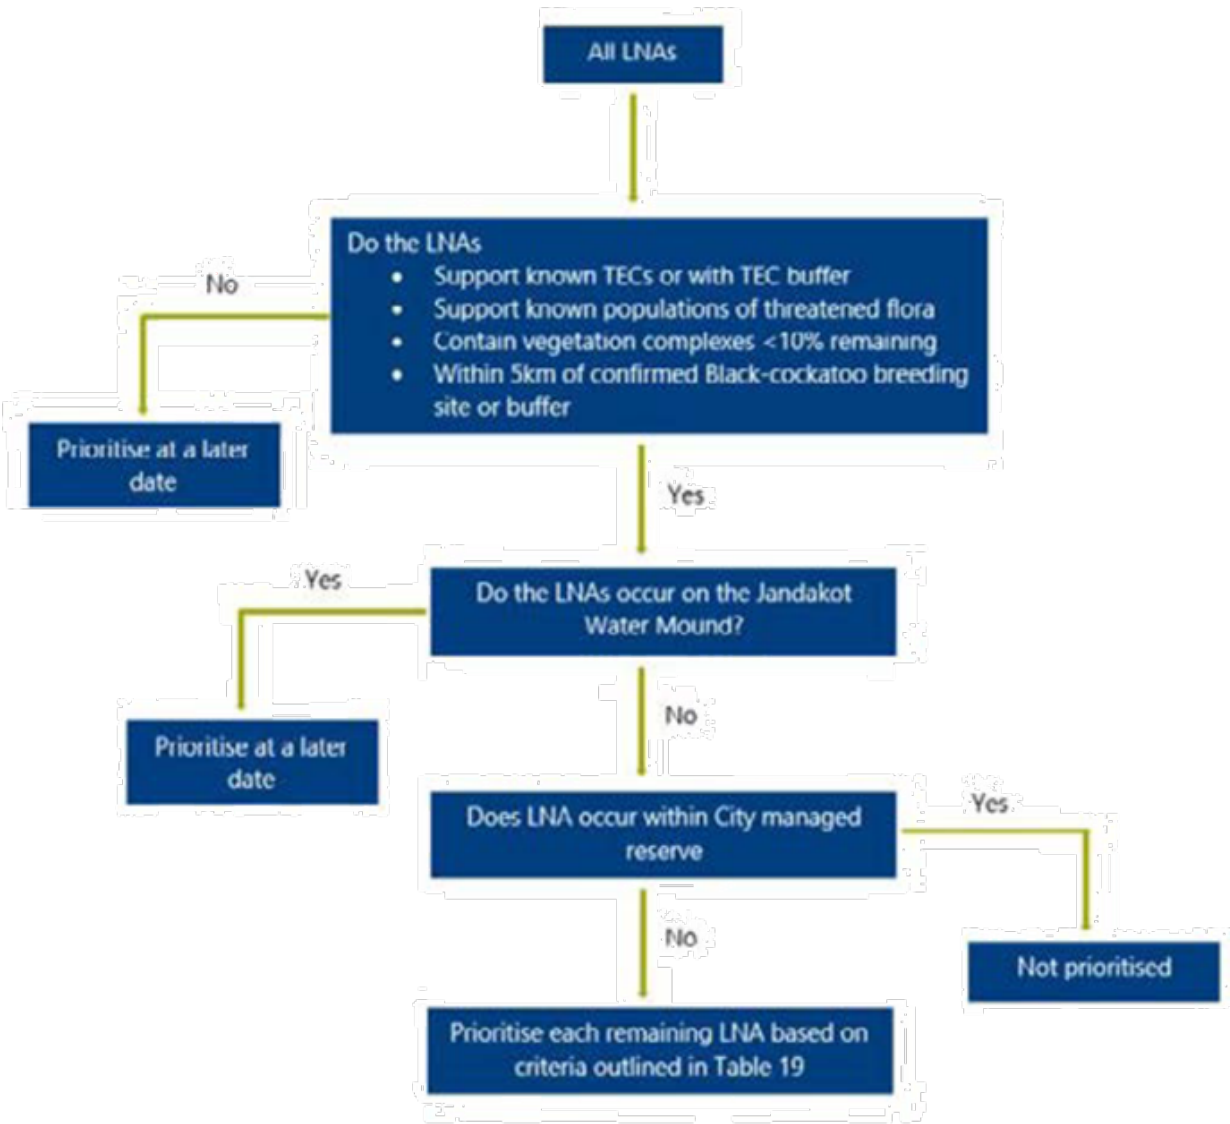 All LNAs
Do the LNAs
• Support known TECs or with TEC buffer
• Support known populations of threatened flora
• Contain vegetation complexes <10% remaining
• Within 5km of confirmed Black-cockatoo breeding
site or buffer
No
Prioritise at a later
date
Yes
Do the LNAs occur on the Jandakot
Water Mound?
Yes
Prioritise at a later
date
No
Does LNA occur within City managed
reserve
Yes
Not prioritised
No
Prioritise each remaining LNA based on
criteria outlined in Table 19